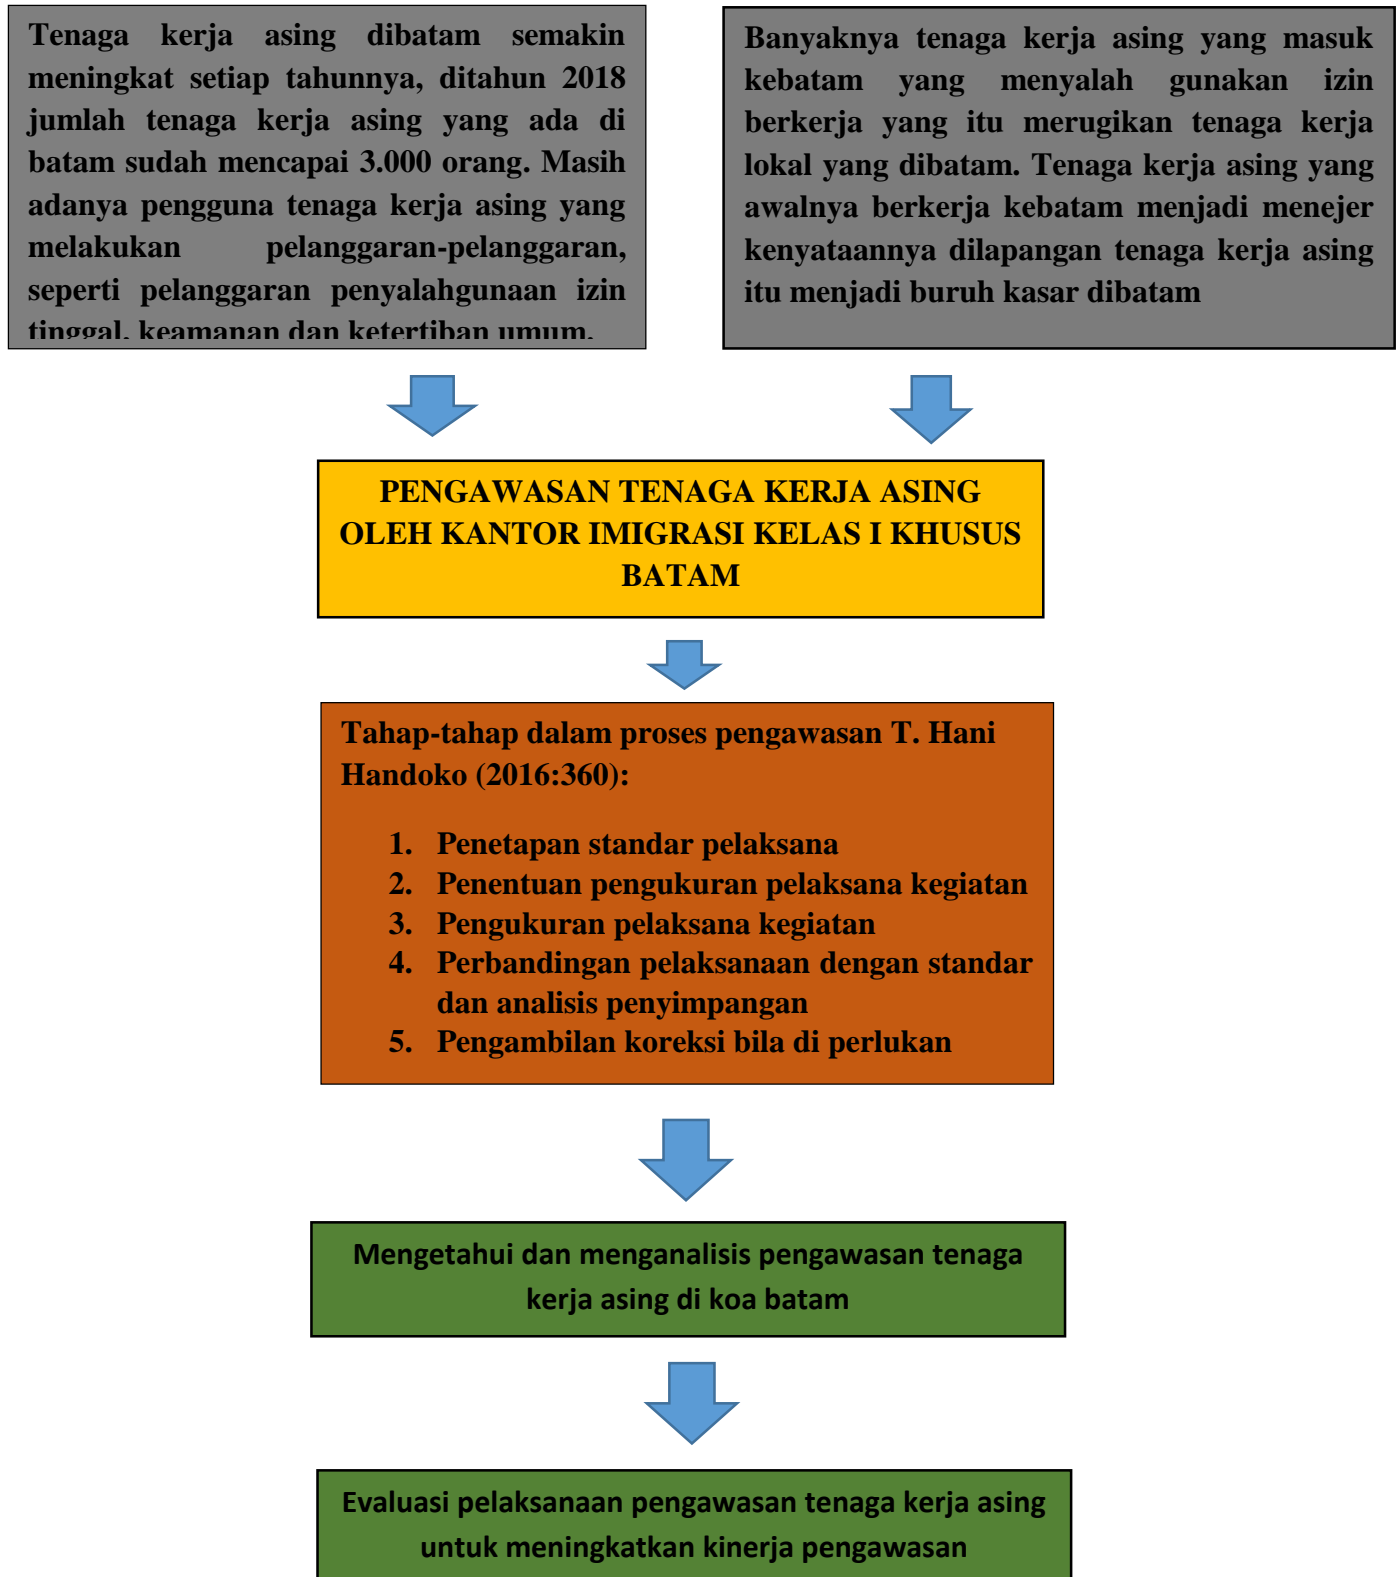 Tenaga kerja asing dibatam semakin
meningkat setiap tahunnya, ditahun 2018
jumlah tenaga kerja asing yang ada di
batam sudah mencapai 3.000 orang. Masih
adanya pengguna tenaga kerja asing yang
melakukan pelanggaran-pelanggaran,
seperti pelanggaran penyalahgunaan izin
tinggal, keamanan dan ketertiban umum.
Banyaknya tenaga kerja asing yang masuk
kebatam yang menyalah gunakan izin
berkerja yang itu merugikan tenaga kerja
lokal yang dibatam. Tenaga kerja asing yang
awalnya berkerja kebatam menjadi menejer
kenyataannya dilapangan tenaga kerja asing
itu menjadi buruh kasar dibatam
PENGAWASAN TENAGA KERJA ASING
OLEH KANTOR IMIGRASI KELAS I KHUSUS
BATAM
Tahap-tahap dalam proses pengawasan T. Hani
Handoko (2016:360):
1. Penetapan standar pelaksana
2. Penentuan pengukuran pelaksana kegiatan
3. Pengukuran pelaksana kegiatan
4. Perbandingan pelaksanaan dengan standar
dan analisis penyimpangan
5. Pengambilan koreksi bila di perlukan
Mengetahui dan menganalisis pengawasan tenaga
kerja asing di koa batam
Evaluasi pelaksanaan pengawasan tenaga kerja asing
untuk meningkatkan kinerja pengawasan